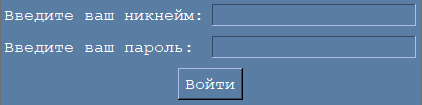 Введите ваш никнейм:
Введите ваш пароль:
Войти